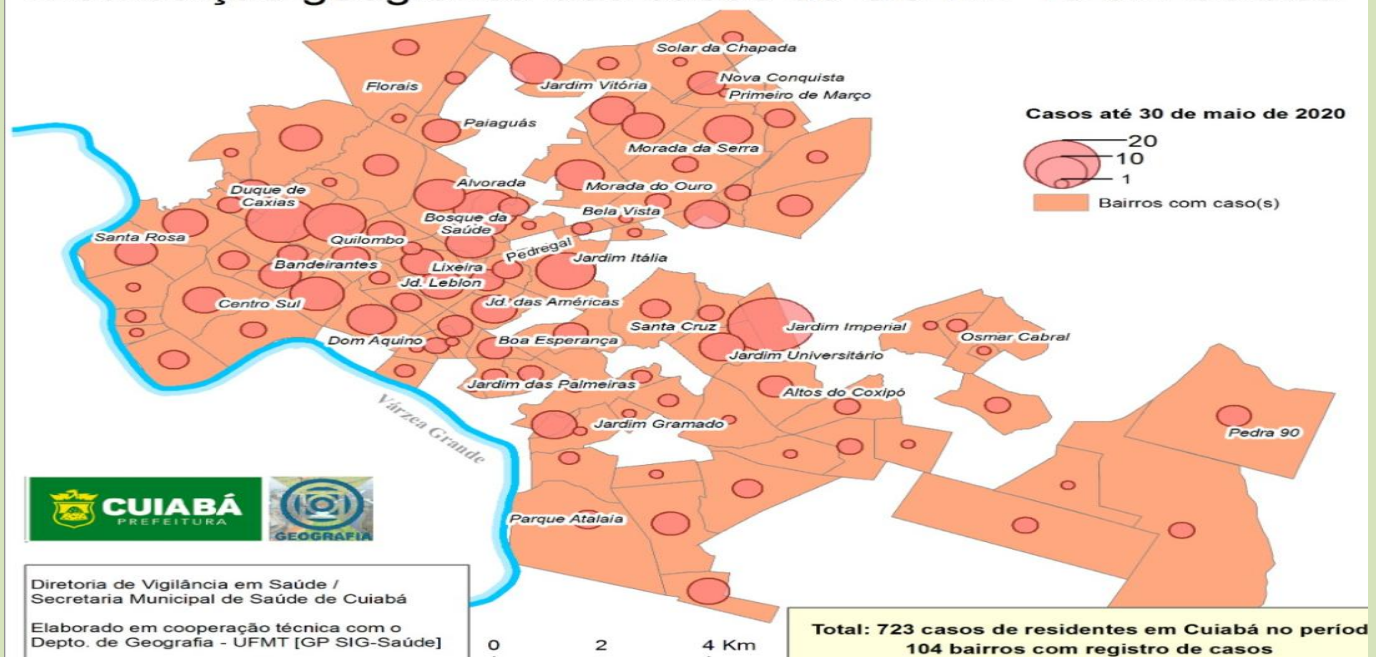 Solar da Chapada
Nova Conquista
Jardim Vitória
Florais
Primeiro de Março
Casos até 30 de maio de 2020
Paiaguás
20
Morada da Serra
10
1
Alvorada
Morada do Ouro
Duque de
Caxias
Bairros com caso(s)
Bela Vista
Bosque da
Saúde
Santa Rosa
Quilombo
Pedregal
Bandeirantes
Lixeira
Jardim Itália
Jd. Leblon
Centro Sul
Jd. das Américas
Santa Cruz
Jardim Imperial
Dom Aquino
Boa Esperança
Osmar Cabral
Jardim Universitário
Jardim das Palmeiras
Altos do Coxipó
Várzea Grande
Jardim Gramado
Pedra 90
CUIABÁ
PREFEITURA
GEOGRAFIA
Parque Atalaia
Diretoria de Vigilância em Saúde /
Secretaria Municipal de Saúde de Cuiabá
Elaborado em cooperação técnica com o
Depto. de Geografia - UFMT [GP SIG-Saúde]
0 2 4 Km
Total: 723 casos de residentes em Cuiabá no períod
104 bairros com registro de casos